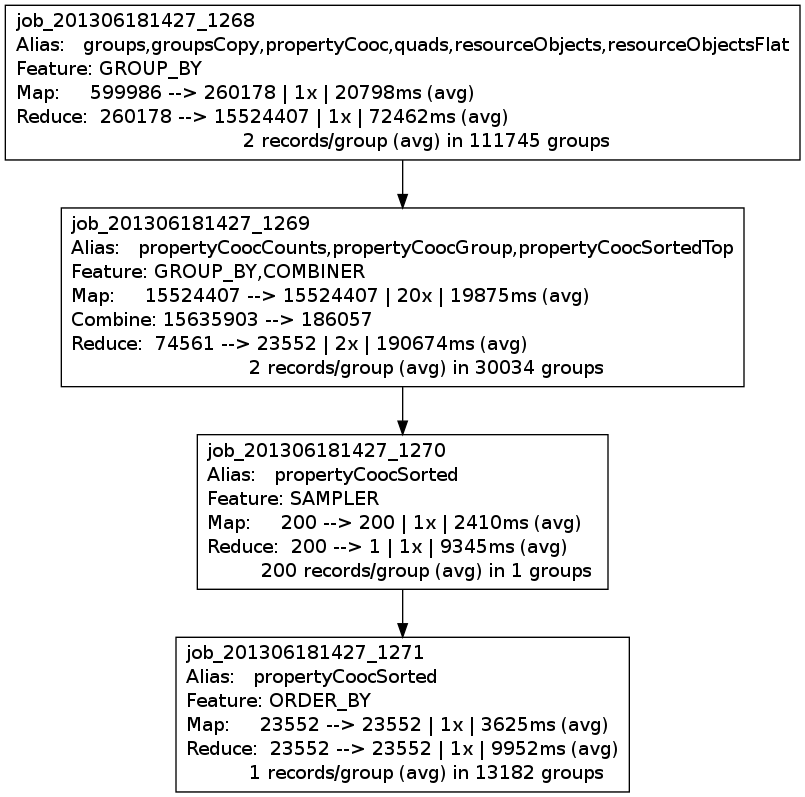 job_201306181427_1268
Alias: groups,groupsCopy,propertyCooc,quads,resourceObjects,resourceObjectsFlat
Feature: GROUP_BY
Map: 599986 --> 260178 | 1x | 20798ms (avg)
Reduce: 260178 --> 15524407 | 1x | 72462ms (avg)
2 records/group (avg) in 111745 groups
job_201306181427_1269
Alias: propertyCoocCounts,propertyCoocGroup,propertyCoocSortedTop
Feature: GROUP_BY,COMBINER
Map: 15524407 --> 15524407 | 20x | 19875ms (avg)
Combine: 15635903 --> 186057
Reduce: 74561 --> 23552 | 2x | 190674ms (avg)
2 records/group (avg) in 30034 groups
job_201306181427_1270
Alias: propertyCoocSorted
Feature: SAMPLER
Map: 200 --> 200 | 1x | 2410ms (avg)
Reduce: 200 --> 1 | 1x | 9345ms (avg)
200 records/group (avg) in 1 groups
job_201306181427_1271
Alias: propertyCoocSorted
Feature: ORDER_BY
Map: 23552 --> 23552 | 1x | 3625ms (avg)
Reduce: 23552 --> 23552 | 1x | 9952ms (avg)
1 records/group (avg) in 13182 groups